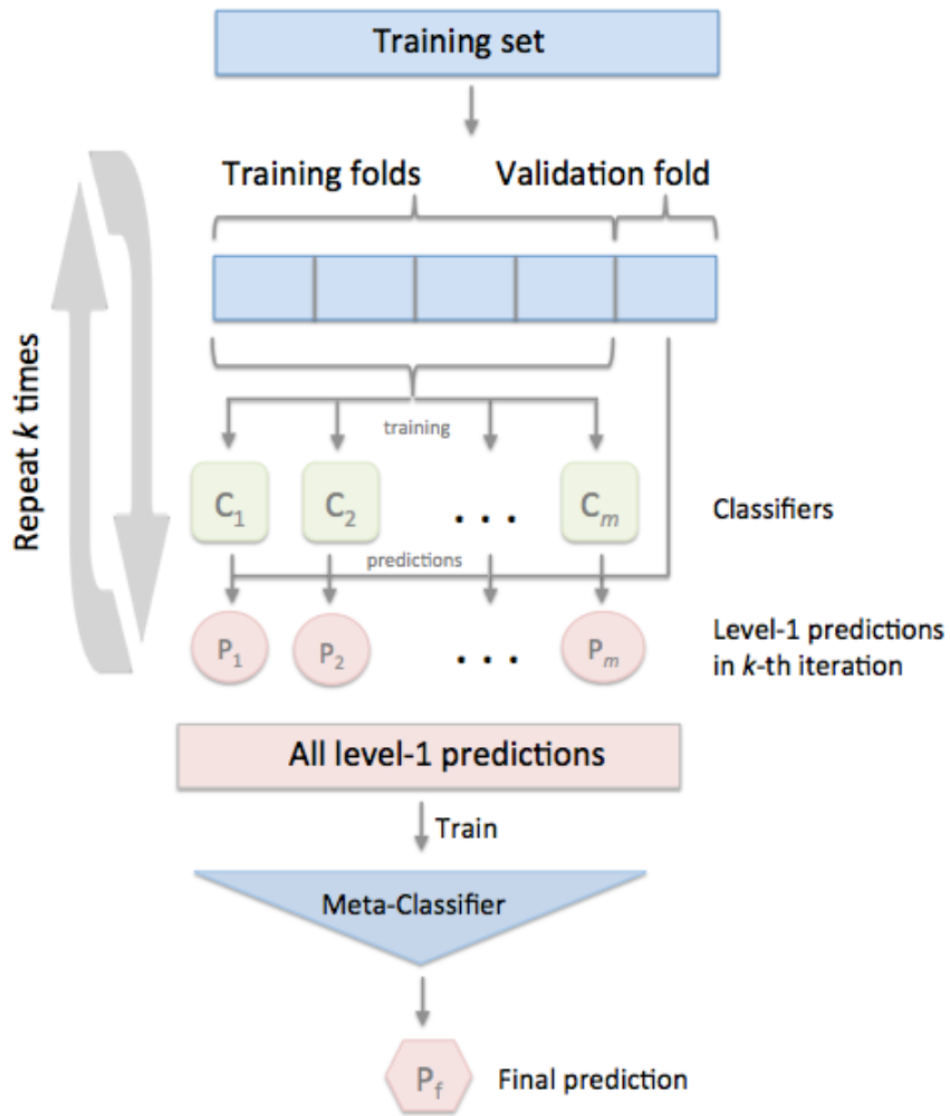 Training set
Training folds
Validation fold
Repeat k times
training
C1
C2
. . .
Cm
Classifiers
predictions
P1
P2
. . .
Pm
Level-1 predictions
in k-th iteration
All level-1 predictions
Train
Meta-Classifier
Pf
Final prediction